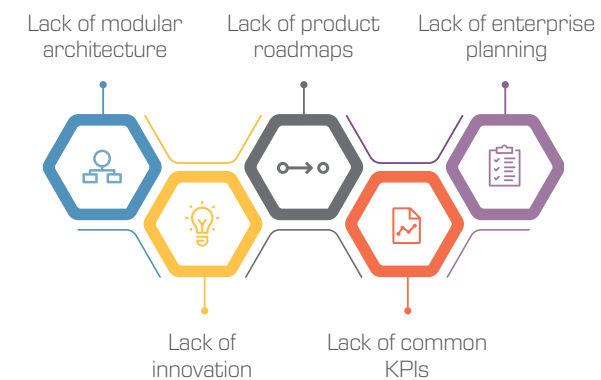 Lack of modular
architecture
Lack of product
roadmaps
Lack of enterprise
planning
Lack of
innovation
Lack of common
KPIs